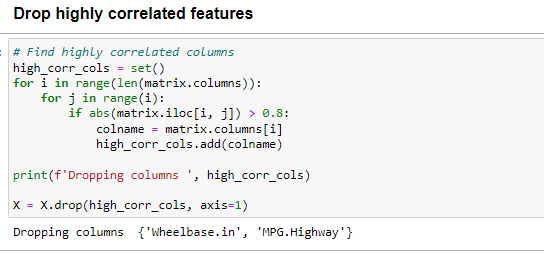 Drop highly correlated features
# Find highly correlated columns
high_corr_cols = set()
for i in range(len(matrix.columns)):
    for j in range(i):
        if abs(matrix.iloc[i, j]) > 0.8:
            colname = matrix.columns[i]
            high_corr_cols.add(colname)
print(f'Dropping columns ', high_corr_cols)
X = X.drop(high_corr_cols, axis=1)
Dropping columns  {'Wheelbase.in', 'MPG.Highway'}